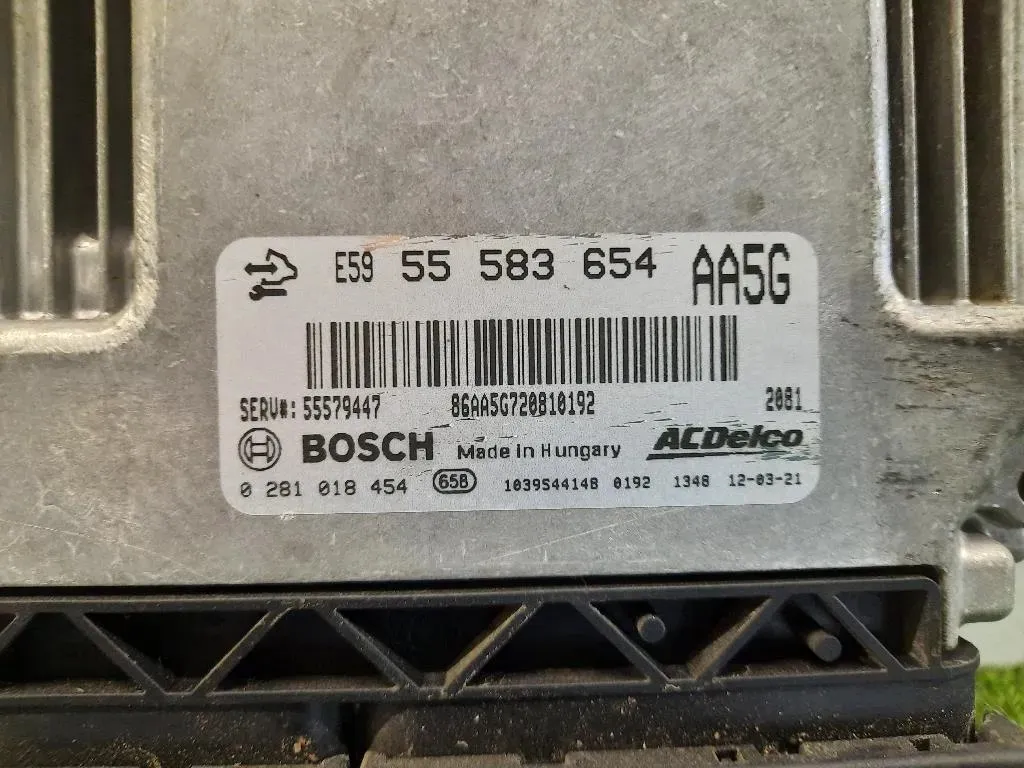 E59 55 583 654 AA5G
SERV#: 55579447 86AA5G720810192 2081
BOSCH Made in Hungary ACDelco
0 281 018 454 658 1039S44148 0192 1348 12-03-21